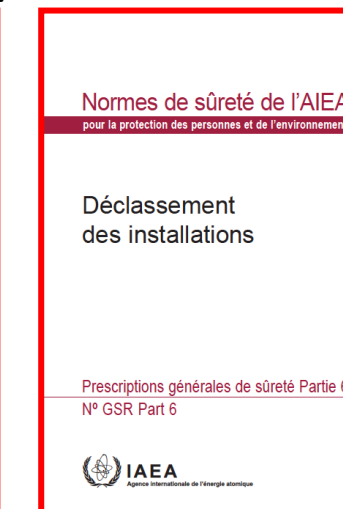 Normes de sûreté de l'AIEA
pour la protection des personnes et de l'environnement
Déclassement
des installations
Prescriptions générales de sûreté Partie 6
Nº GSR Part 6
IAEA
Agence internationale de l'énergie atomique